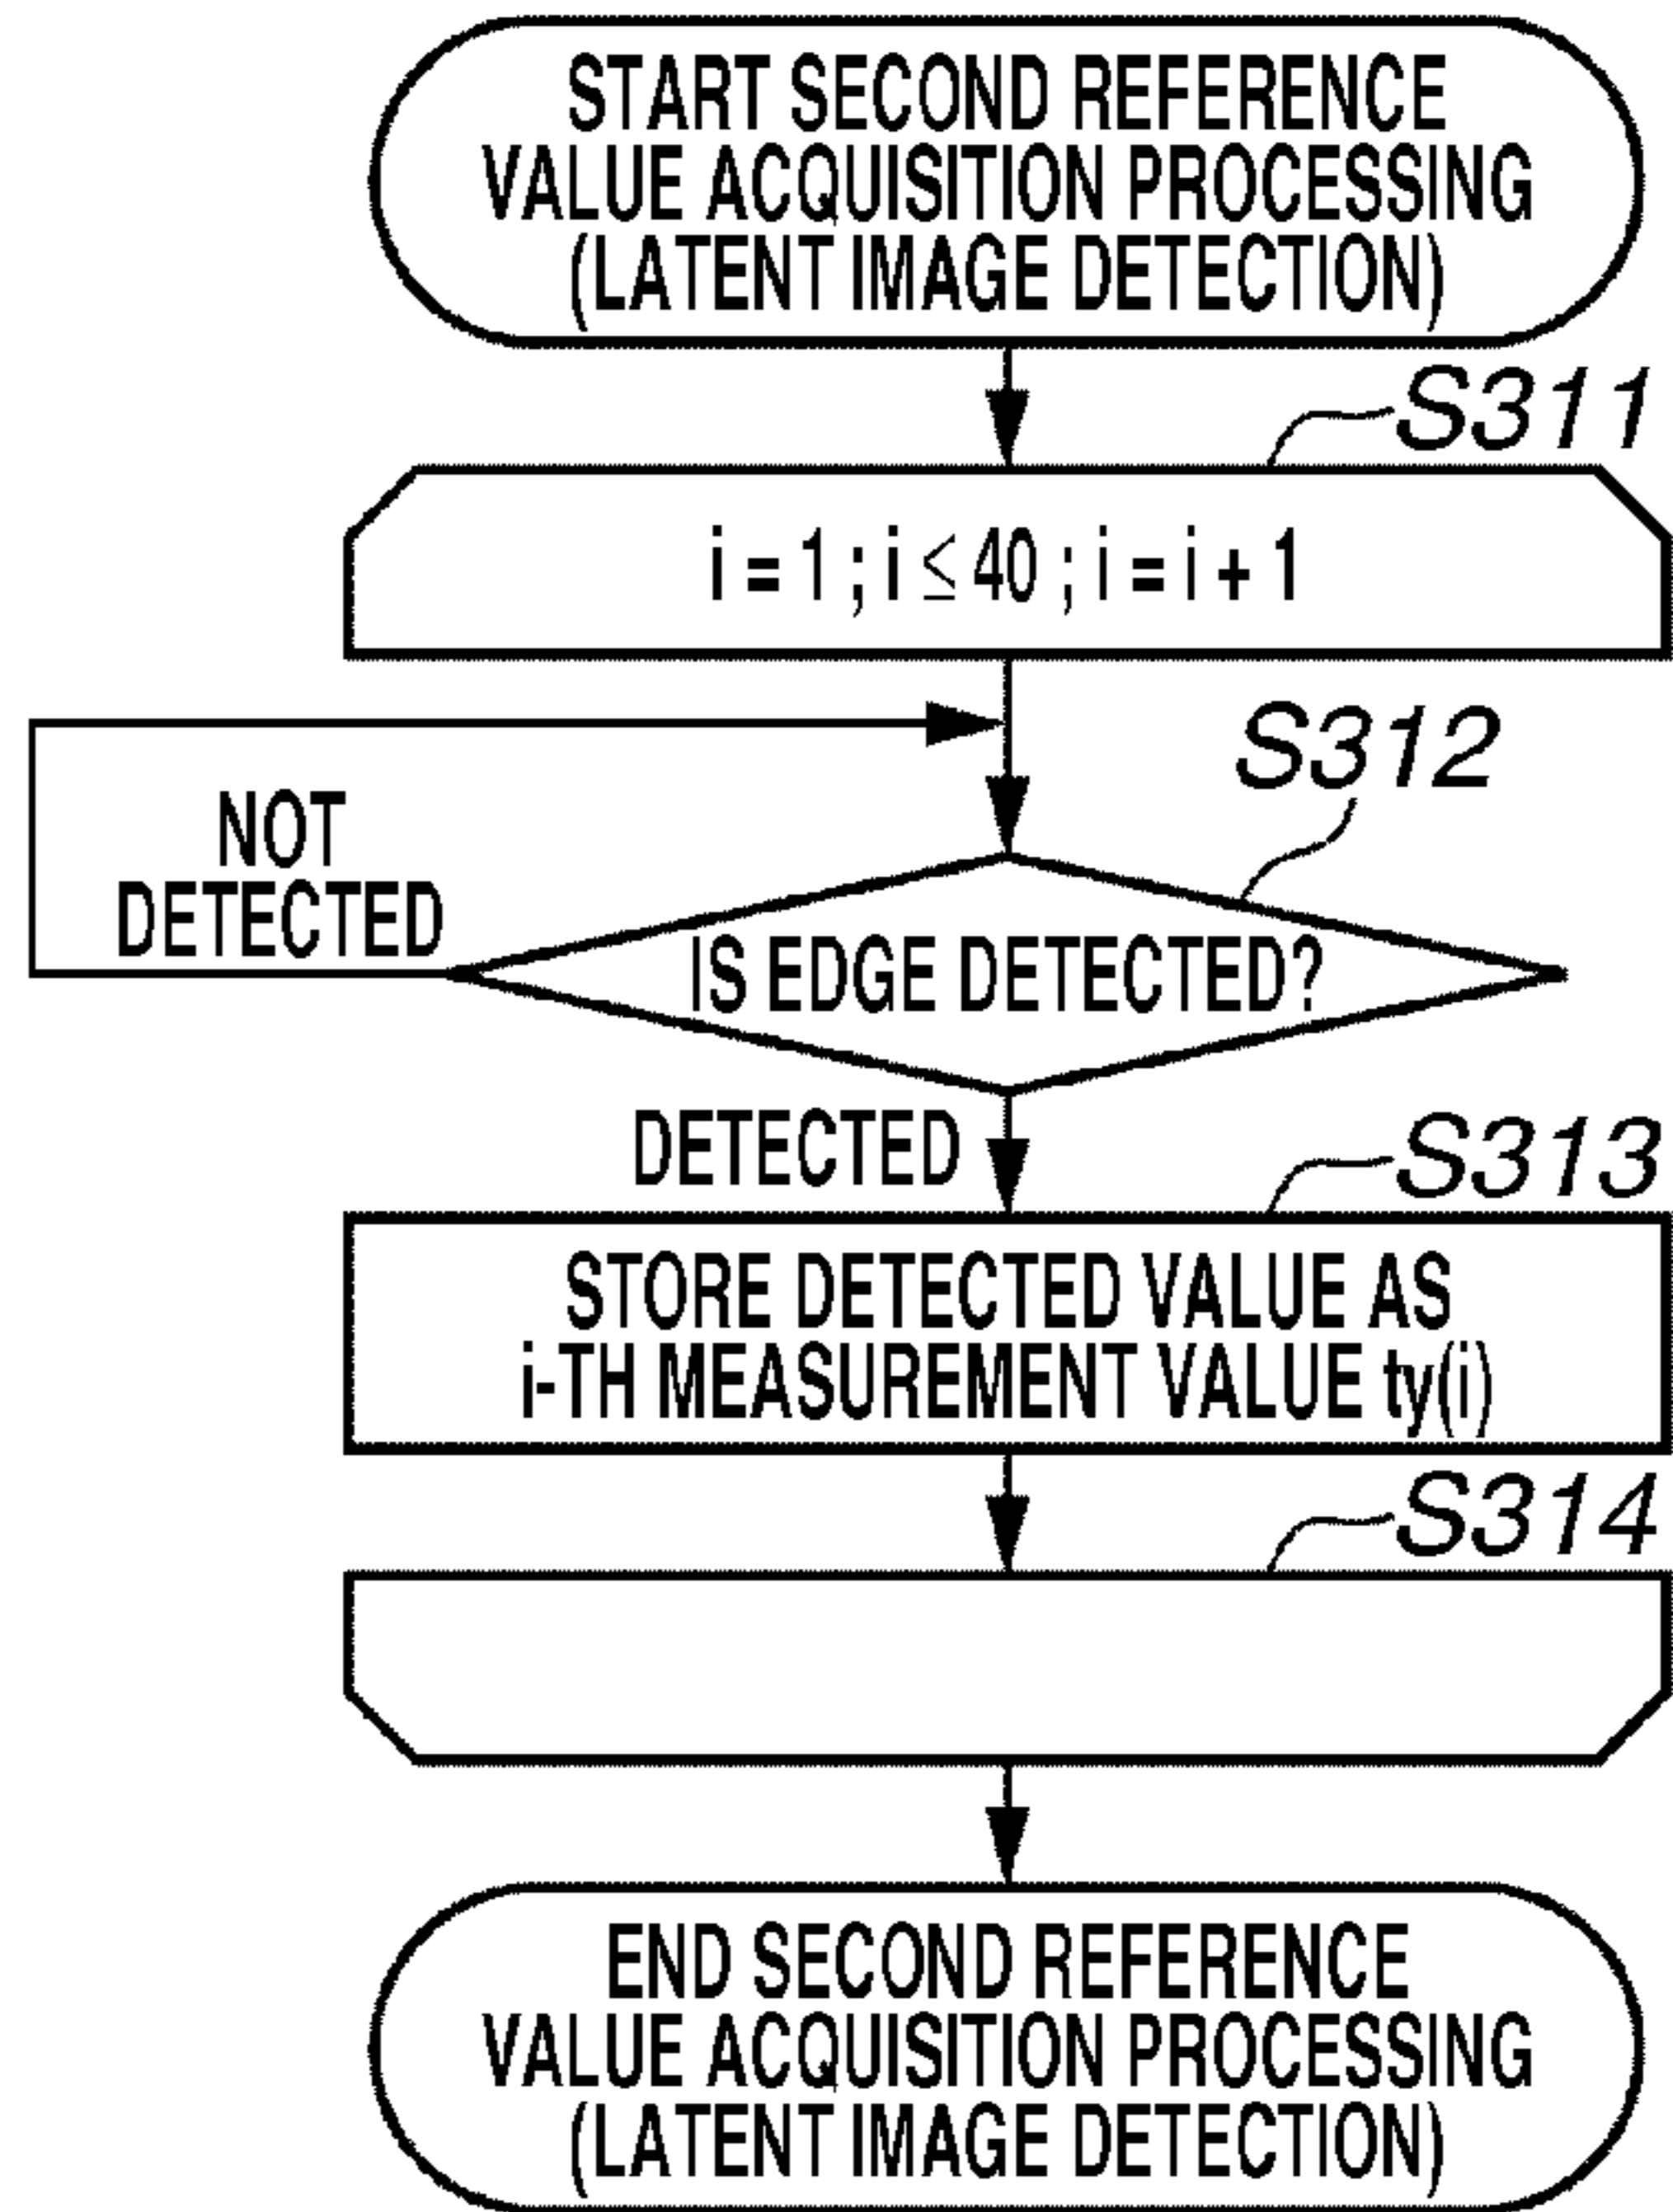 START SECOND REFERENCE
VALUE ACQUISITION PROCESSING
(LATENT IMAGE DETECTION)
S311
i = 1 ; i ≤ 40 ; i = i + 1
S312
NOT
DETECTED
IS EDGE DETECTED?
DETECTED
S313
STORE DETECTED VALUE AS
i-TH MEASUREMENT VALUE ty(i)
S314
END SECOND REFERENCE
VALUE ACQUISITION PROCESSING
(LATENT IMAGE DETECTION)